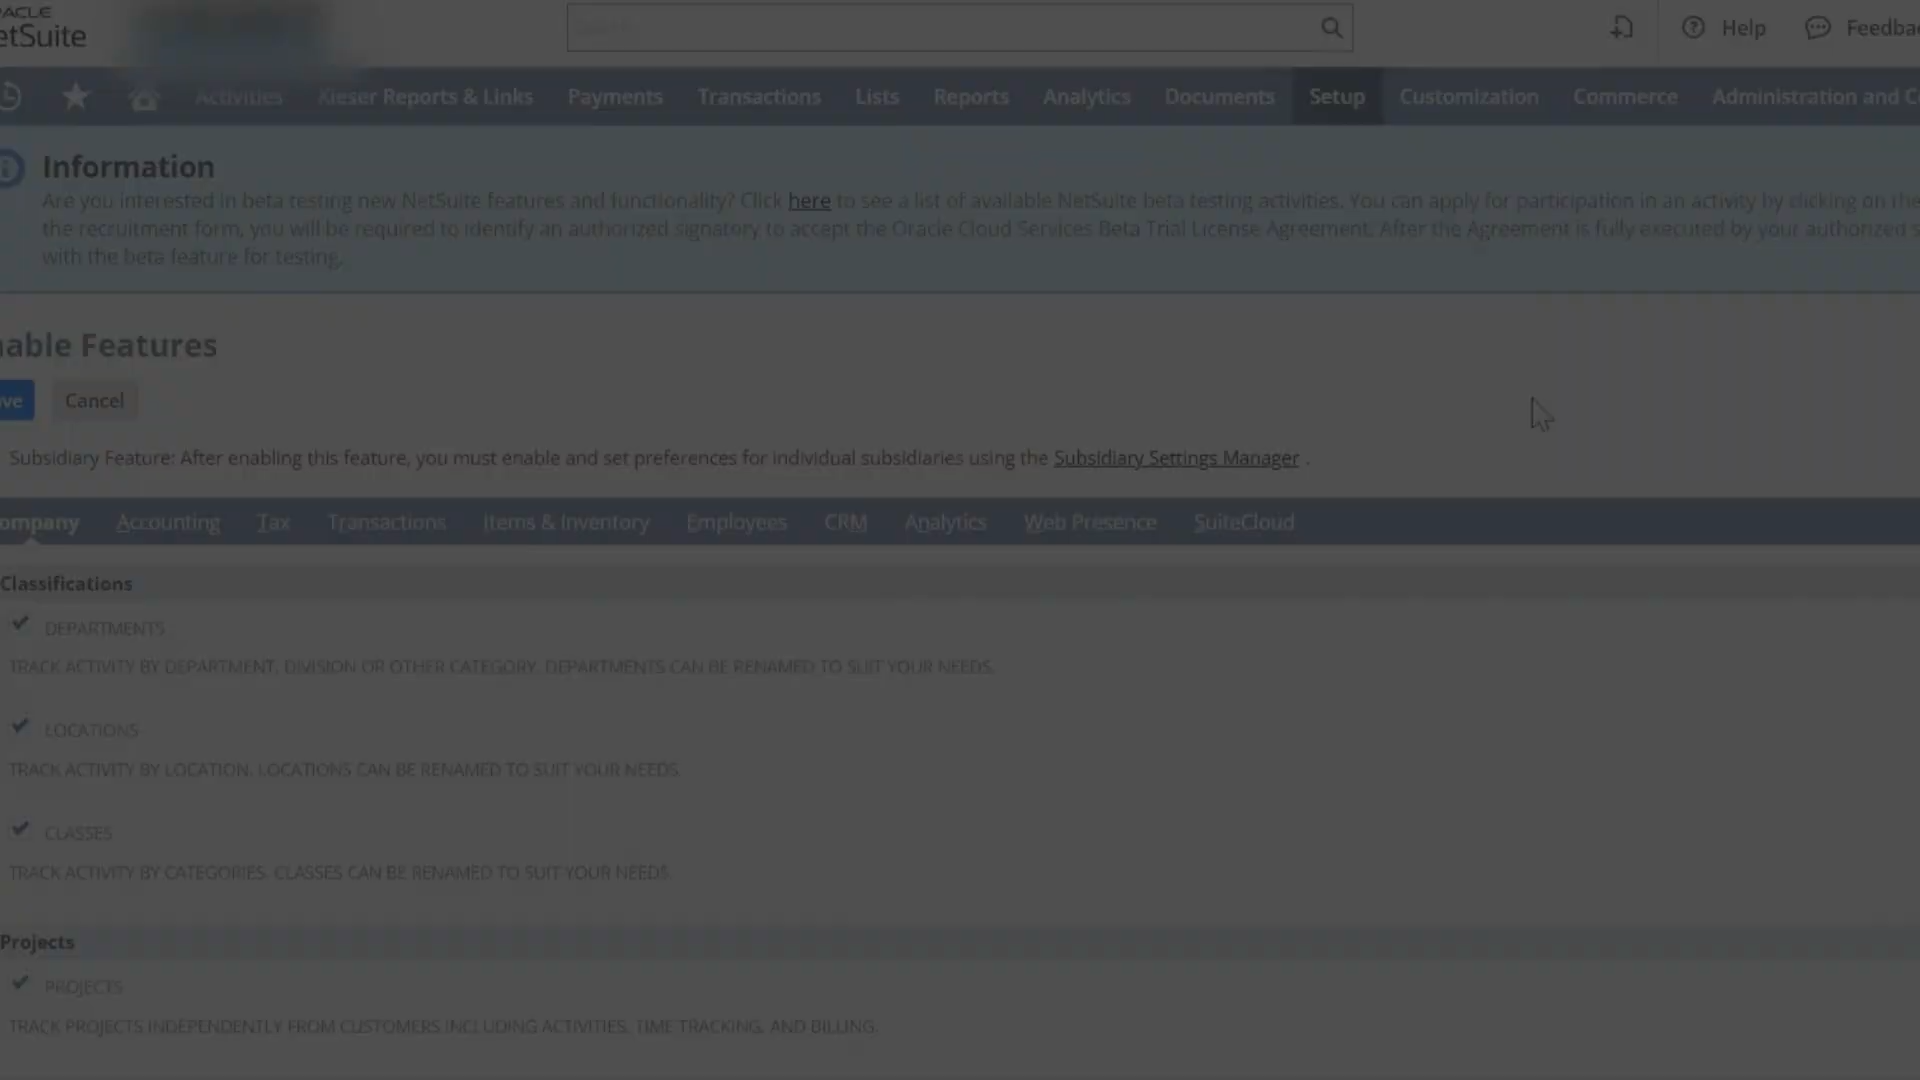 ACLE
etSuite
Help
Feedbac
Activities Kieser Reports & Links Payments Transactions Lists Reports Analytics Documents Setup Customization Commerce Administration and C
Information
Are you interested in beta testing new NetSuite features and functionality? Click here to see a list of available NetSuite beta testing activities. You can apply for participation in an activity by clicking on the
the recruitment form, you will be required to identify an authorized signatory to accept the Oracle Cloud Services Beta Trial License Agreement. After the Agreement is fully executed by your authorized s
with the beta feature for testing.
nable Features
ve Cancel
Subsidiary Feature: After enabling this feature, you must enable and set preferences for individual subsidiaries using the Subsidiary Settings Manager .
ompany Accounting Tax Transactions Items & Inventory Employees CRM Analytics Web Presence SuiteCloud
Classifications
DEPARTMENTS
TRACK ACTIVITY BY DEPARTMENT, DIVISION OR OTHER CATEGORY. DEPARTMENTS CAN BE RENAMED TO SUIT YOUR NEEDS.
LOCATIONS
TRACK ACTIVITY BY LOCATION. LOCATIONS CAN BE RENAMED TO SUIT YOUR NEEDS.
CLASSES
TRACK ACTIVITY BY CATEGORIES. CLASSES CAN BE RENAMED TO SUIT YOUR NEEDS.
Projects
PROJECTS
TRACK PROJECTS INDEPENDENTLY FROM CUSTOMERS INCLUDING ACTIVITIES, TIME TRACKING, AND BILLING.